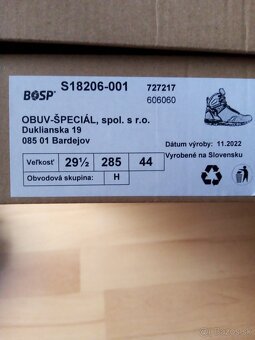 S18206-001
727217
606060
BOSP
OBUV-ŠPECIÁL, spol. s r.o.
Duklianska 19
085 01 Bardejov
Dátum výroby: 11.2022
Vyrobené na Slovensku
Veľkosť 29½ 285 44
Obvodová skupina: H